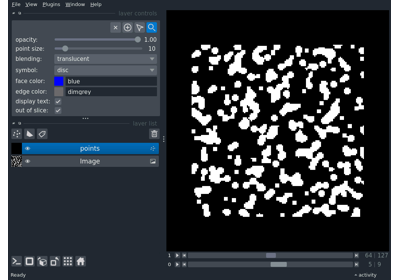 File View Plugins Window Help
layer controls
opacity: 1.00
point size: 10
blending: translucent
symbol: disc
face color: blue
edge color: dimgrey
display text:
out of slice:
layer list
points
Image
1 64 127
0 5 9
Ready activity